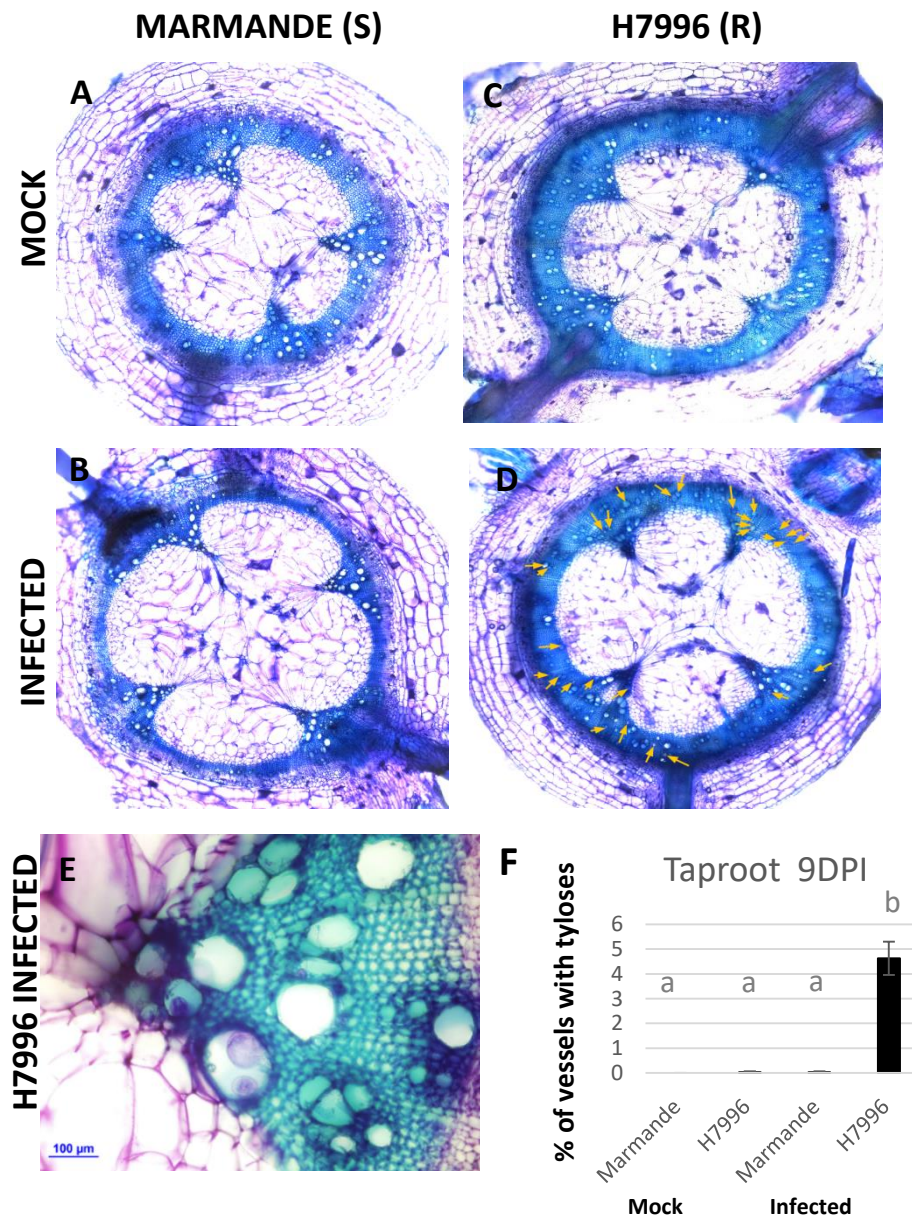 MARMANDE (S)
H7996 (R)
MOCK
A
C
INFECTED
B
D
H7996 INFECTED
E
100 µm
F
Taproot 9DPI
% of vessels with tyloses
6
5
4
3
2
1
0
a
a
a
b
Marmande
H7996
Marmande
H7996
Mock
Infected